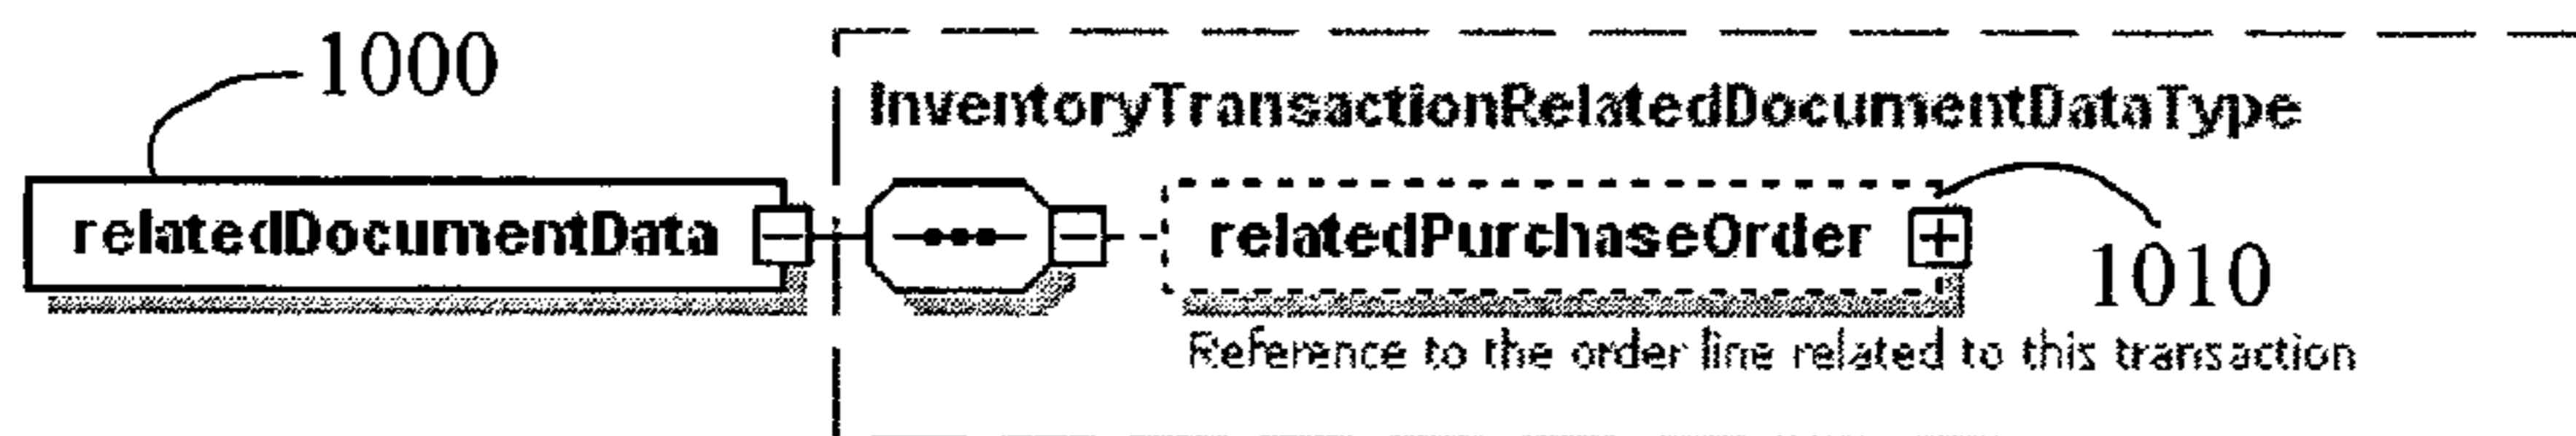 1000
InventoryTransactionRelatedDocumentDataType
relatedDocumentData
relatedPurchaseOrder
1010
Reference to the order line related to this transaction